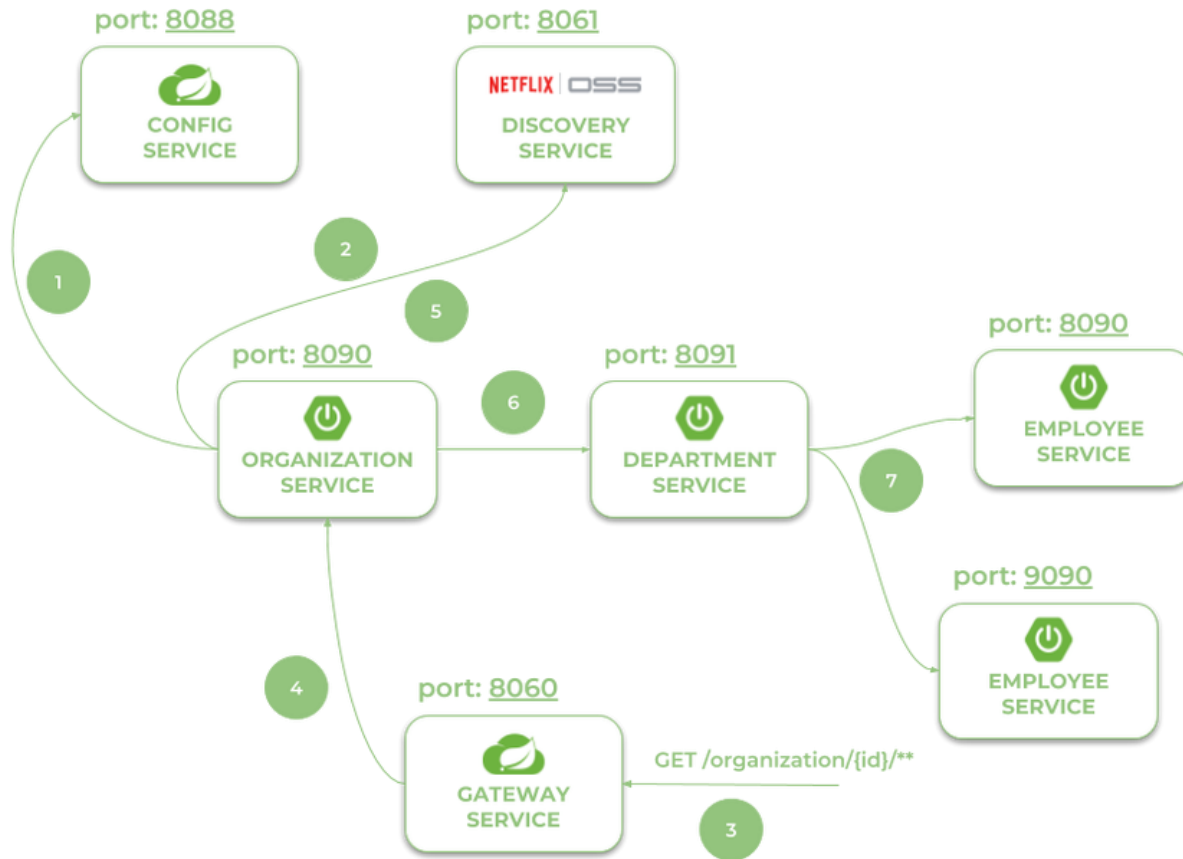 port: 8088
port: 8061
CONFIG
SERVICE
NETFLIX OSS
DISCOVERY
SERVICE
1
2
5
port: 8090
port: 8091
port: 8090
6
ORGANIZATION
SERVICE
DEPARTMENT
SERVICE
EMPLOYEE
SERVICE
7
port: 9090
EMPLOYEE
SERVICE
4
port: 8060
GATEWAY
SERVICE
GET /organization/{id}/**
3